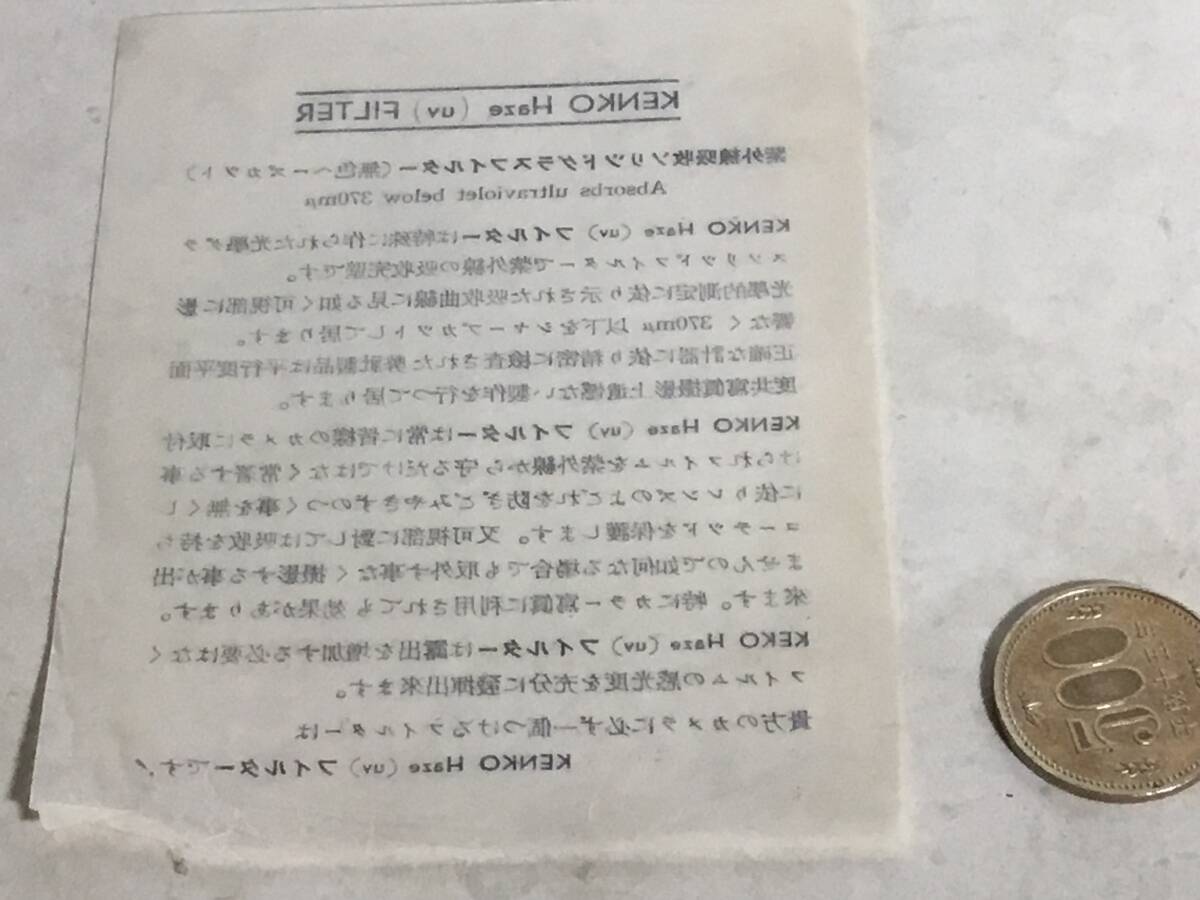 KENKO Haze (uv) FILTER
紫外線吸收ソリッドグラスフイルター(無色ヘーズカット)
Absorbs ultraviolet below 370mμ
KENKO Haze (uv) フイルターは特殊に作られた光學グラ
スソリッドフイルターで紫外線の吸收完璧です。
光學的測定に依り示された吸收曲線に見る如く可視部に影
響なく 370mμ 以下をシャープカットして居ります。
正確な計器に依り精密に檢査された弊社製品は平行度平面
度共寫眞撮影上遺憾ない製作を行つて居ります。
KENKO Haze (uv) フイルターは常に皆樣のカメラに取付
けられフイルムを紫外線から守るだけではなく常著する事
に依りレンズのよごれを防ぎごみやきずのつく事を無くし
コーテッドを保護します。又可視部に對しては吸收を持ち
ませんので如何なる場合でも取外す事なく撮影する事が出
來ます。特にカラー寫眞に利用されても効果があります。
KEKO Haze (uv) フイルターは露出を增加する必要はなく
フイルムの感光度を充分に發揮出來ます。
貴方のカメラに必ず一個つけるフイルターは
KENKO Haze (uv) フイルターです!
500